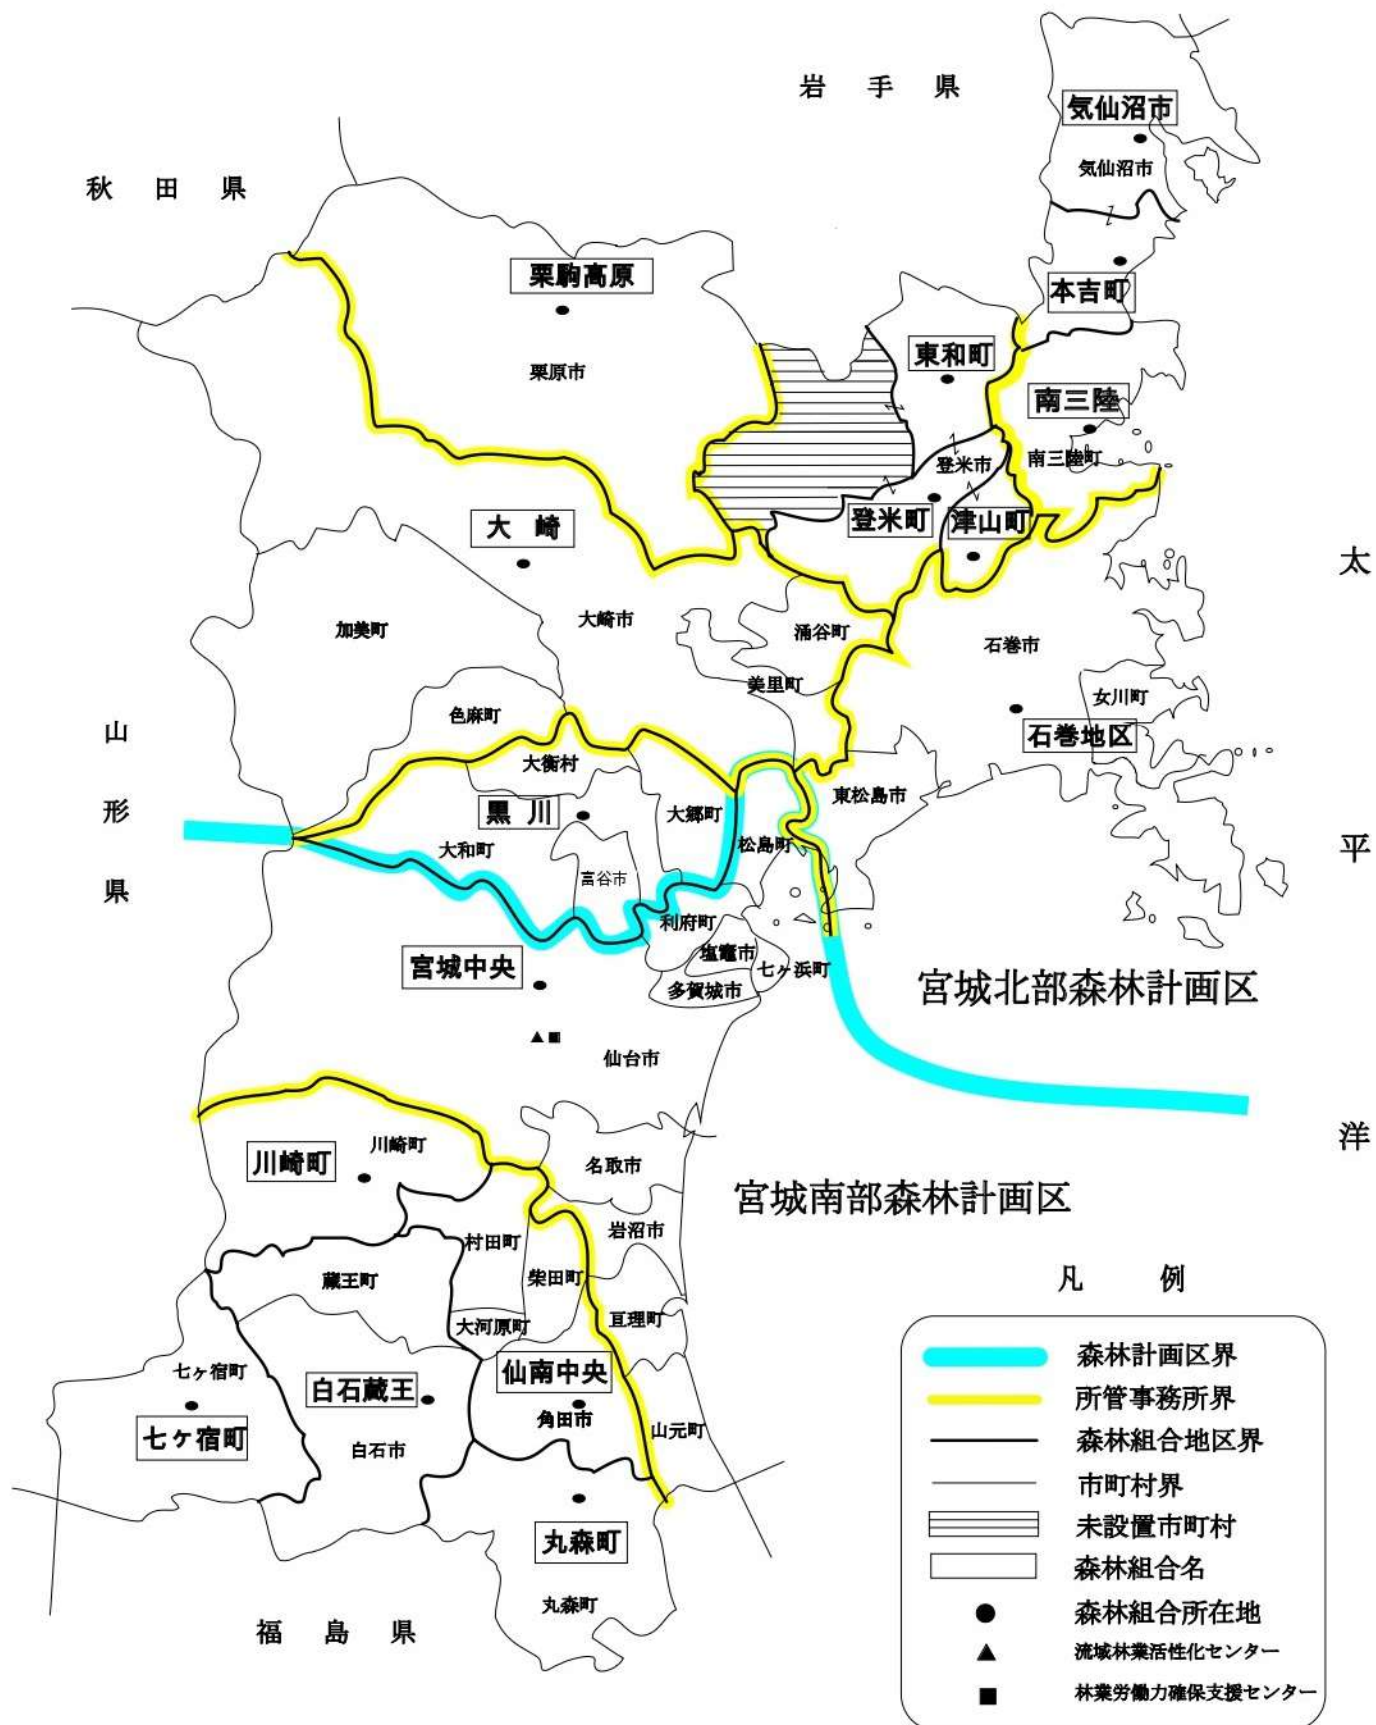 岩手県
気仙沼市
気仙沼市
秋田県
栗駒高原
本吉町
東和町
栗原市
南三陸
南三陸町
登米市
登米町
津山町
大崎
太平洋
大崎市
加美町
涌谷町
石巻市
美里町
女川町
色麻町
石巻地区
山形県
大衡村
東松島市
黒川
大郷町
松島町
大和町
富谷市
利府町
塩竈市
宮城中央
七ヶ浜町
多賀城市
宮城北部森林計画区
仙台市
川崎町
川崎町
名取市
宮城南部森林計画区
岩沼市
村田町
柴田町
蔵王町
亘理町
大河原町
七ヶ宿町
仙南中央
白石蔵王
角田市
七ヶ宿町
白石市
山元町
丸森町
丸森町
福島県
凡例
森林計画区界
所管事務所界
森林組合地区界
市町村界
未設置市町村
森林組合名
森林組合所在地
流域林業活性化センター
林業労働力確保支援センター